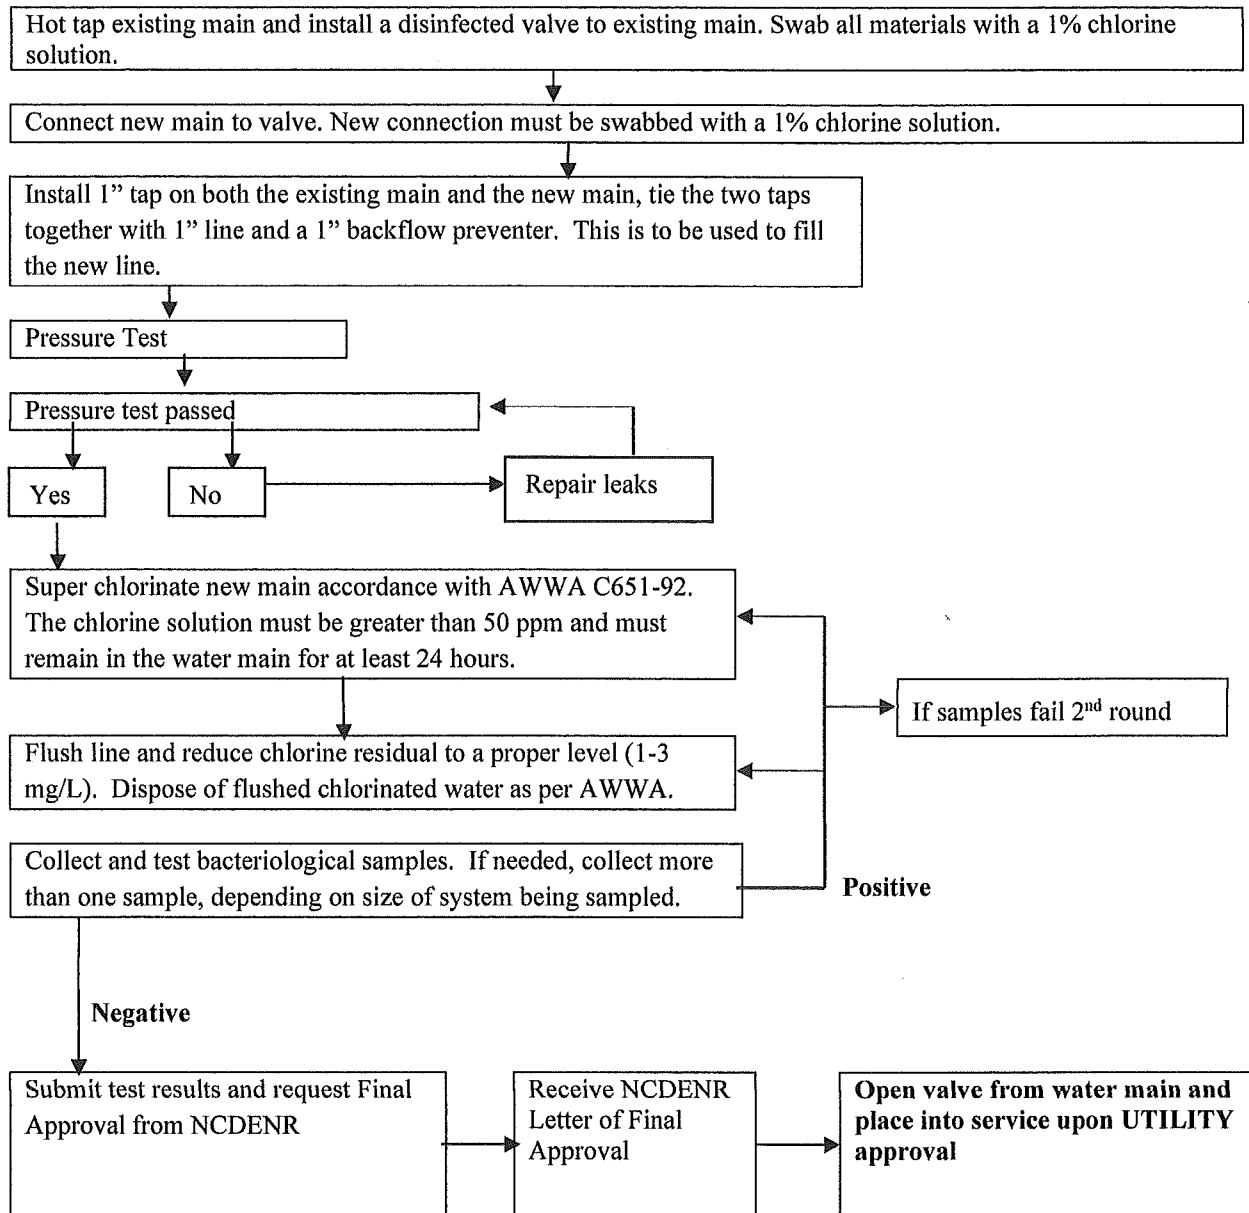 Hot tap existing main and install a disinfected valve to existing main. Swab all materials with a 1% chlorine
solution.
Connect new main to valve. New connection must be swabbed with a 1% chlorine solution.
Install 1” tap on both the existing main and the new main, tie the two taps
together with 1” line and a 1” backflow preventer.  This is to be used to fill
the new line.
Pressure Test
Pressure test passed
Yes
No
Repair leaks
Super chlorinate new main accordance with AWWA C651-92.
The chlorine solution must be greater than 50 ppm and must
remain in the water main for at least 24 hours.
If samples fail 2nd round
Flush line and reduce chlorine residual to a proper level (1-3
mg/L).  Dispose of flushed chlorinated water as per AWWA.
Collect and test bacteriological samples.  If needed, collect more
than one sample, depending on size of system being sampled.
Positive
Negative
Submit test results and request Final
Approval from NCDENR
Receive NCDENR
Letter of Final
Approval
Open valve from water main and
place into service upon UTILITY
approval